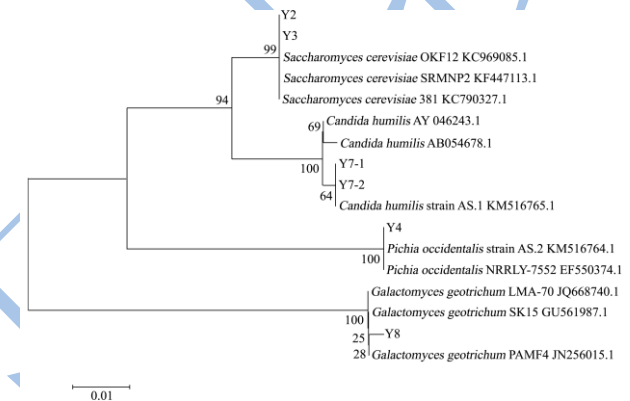 Y2
Y3
99
Saccharomyces cerevisiae OKF12 KC969085.1
Saccharomyces cerevisiae SRMNP2 KF447113.1
94
Saccharomyces cerevisiae 381 KC790327.1
Candida humilis AY 046243.1
69
Candida humilis AB054678.1
100
Y7-1
Y7-2
64
Candida humilis strain AS.1 KM516765.1
Y4
Pichia occidentalis strain AS.2 KM516764.1
100
Pichia occidentalis NRRLY-7552 EF550374.1
Galactomyces geotrichum LMA-70 JQ668740.1
Galactomyces geotrichum SK15 GU561987.1
100
Y8
25
28
Galactomyces geotrichum PAMF4 JN256015.1
0.01